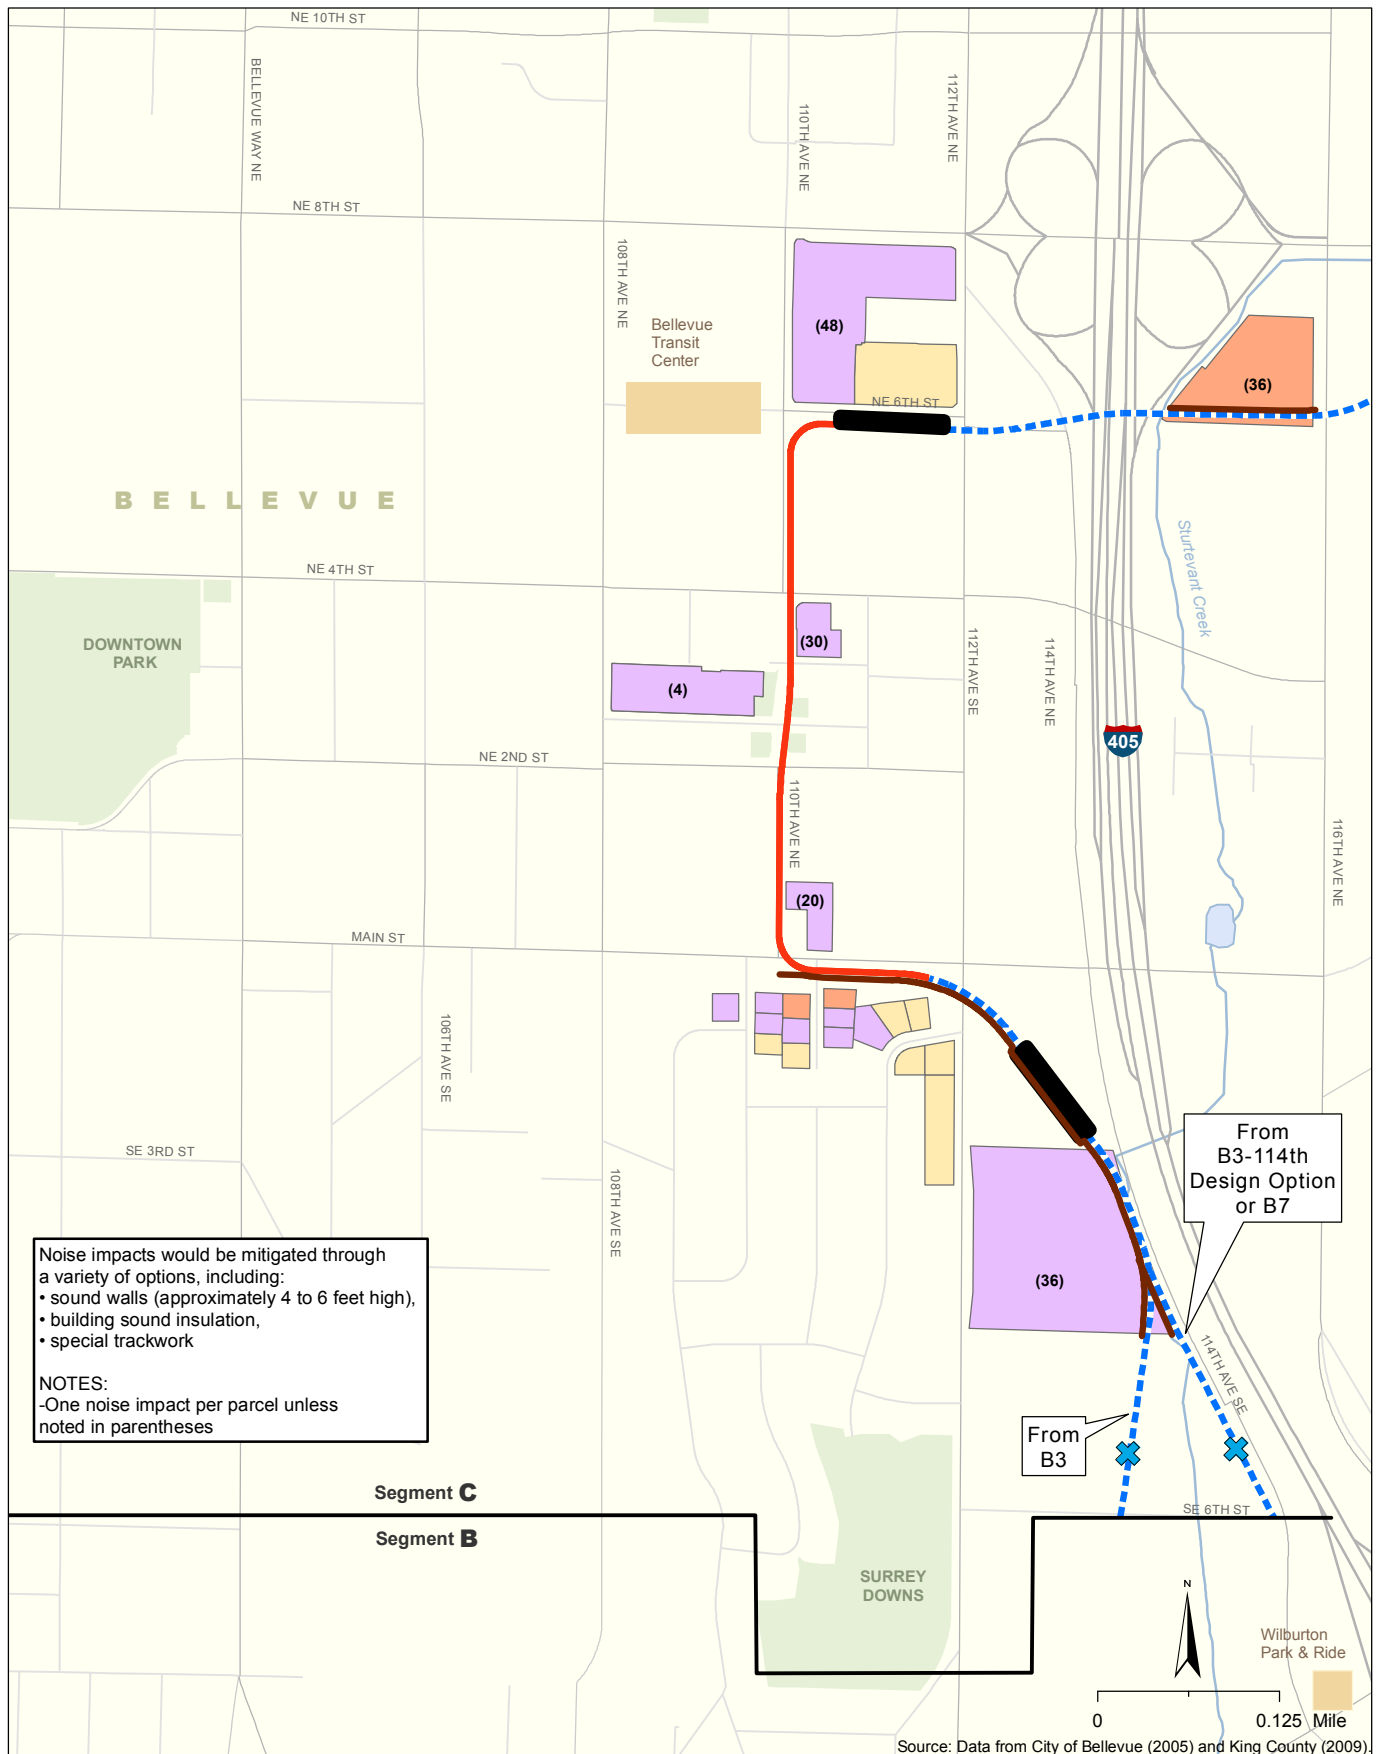 NE 10TH ST
BELLEVUE WAY NE
110TH AVE NE
112TH AVE NE
NE 8TH ST
108TH AVE NE
Bellevue
Transit
Center
(48)
(36)
NE 6TH ST
BELLEVUE
Sturtevant Creek
NE 4TH ST
DOWNTOWN
PARK
(30)
(4)
112TH AVE SE
114TH AVE NE
405
NE 2ND ST
110TH AVE NE
116TH AVE NE
(20)
MAIN ST
106TH AVE SE
SE 3RD ST
108TH AVE SE
From
B3-114th
Design Option
or B7
(36)
Noise impacts would be mitigated through
a variety of options, including:
• sound walls (approximately 4 to 6 feet high),
• building sound insulation,
• special trackwork
NOTES:
-One noise impact per parcel unless
noted in parentheses
114TH AVE SE
From
B3
Segment C
Segment B
SE 6TH ST
SURREY
DOWNS
N
Wilburton
Park & Ride
0 0.125 Mile
Source: Data from City of Bellevue (2005) and King County (2009).